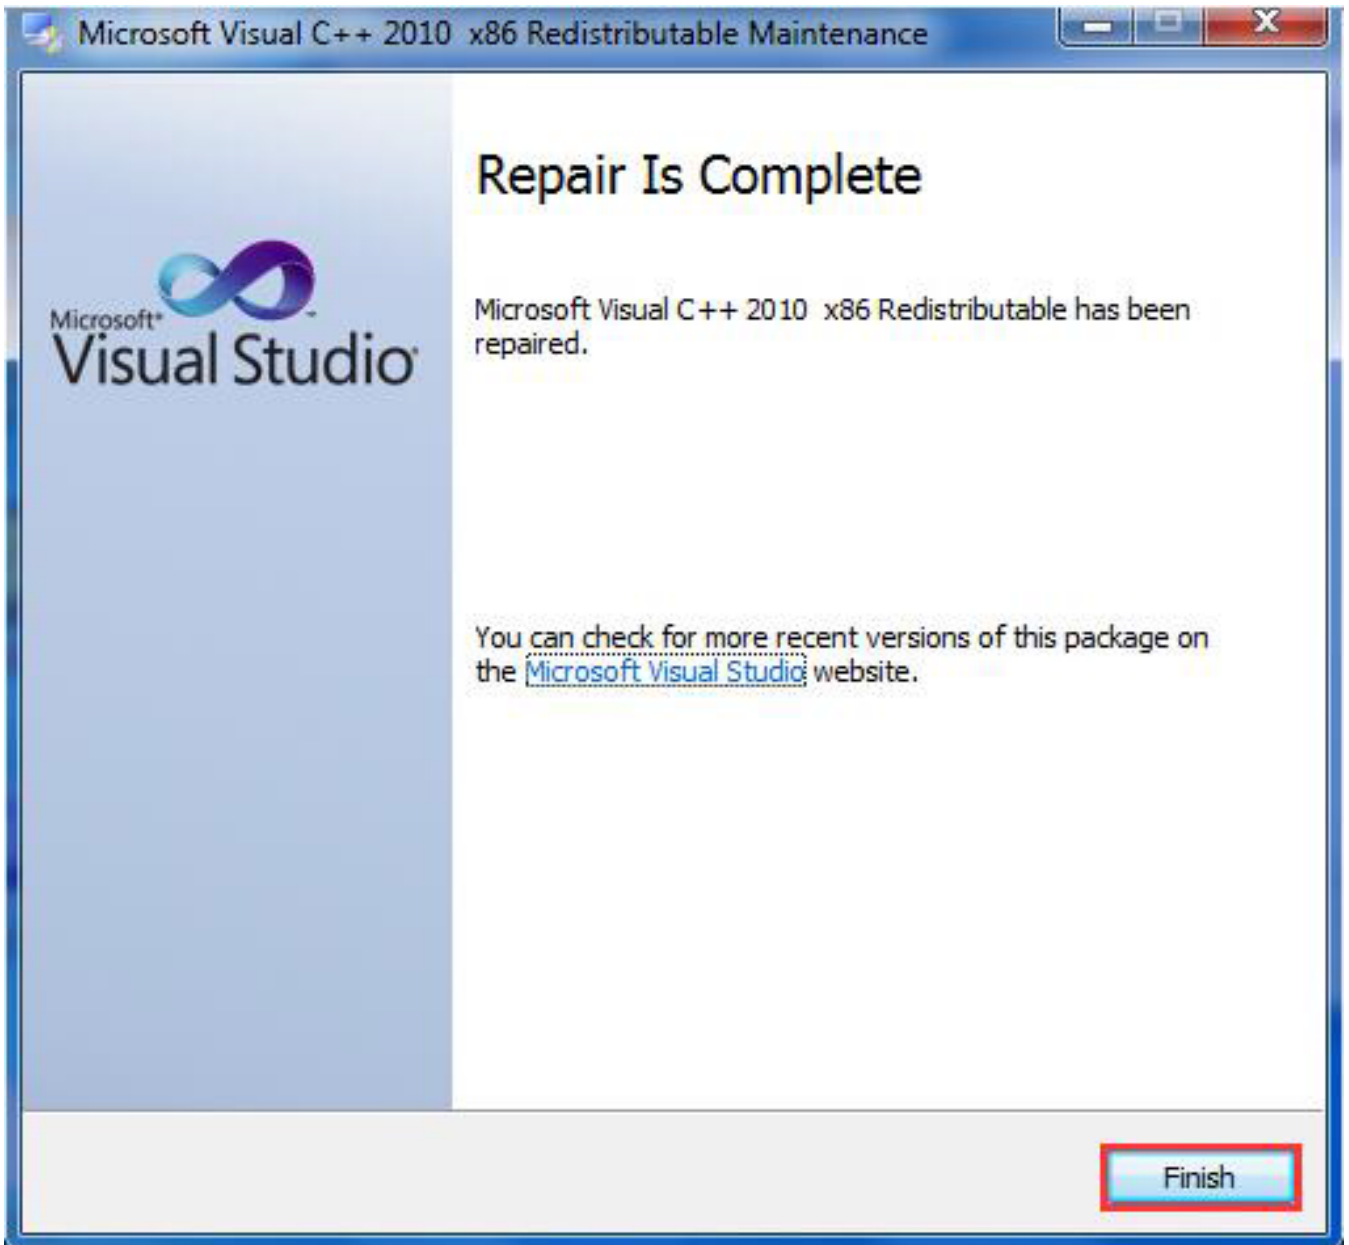 Microsoft Visual C++ 2010  x86 Redistributable Maintenance
Repair Is Complete
Microsoft Visual C++ 2010  x86 Redistributable has been
repaired.
Microsoft®
Visual Studio®
You can check for more recent versions of this package on
the Microsoft Visual Studio website.
Finish